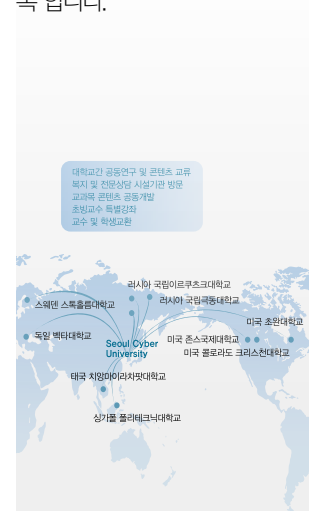 록 입니다.
대학교간 공동연구 및 콘텐츠 교류
복지 및 전문상담 시설기관 방문
교과목 콘텐츠 공동개발
초빙교수 특별강좌
교수 및 학생교환
러시아 국립이르쿠츠크대학교
스웨덴 스톡홀름대학교
러시아 국립극동대학교
미국 초완대학교
독일 벡타대학교
미국 존스국제대학교
Seoul Cyber
University
미국 콜로라도 크리스천대학교
태국 치앙마이라차팟대학교
싱가폴 폴리테크닉대학교